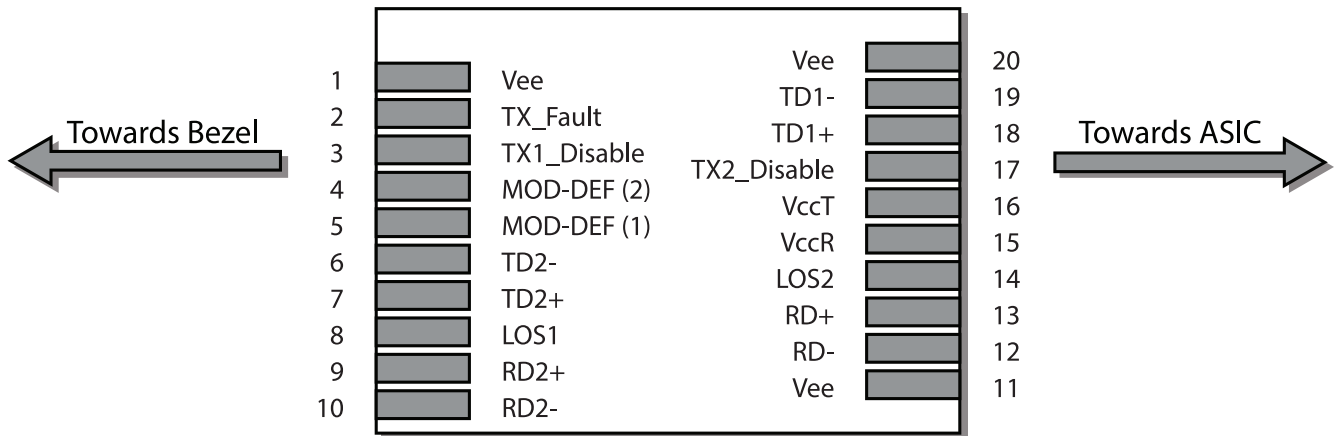 Towards Bezel
1 Vee
2 TX_Fault
3 TX1_Disable
4 MOD-DEF (2)
5 MOD-DEF (1)
6 TD2-
7 TD2+
8 LOS1
9 RD2+
10 RD2-
Vee 20
TD1- 19
TD1+ 18
TX2_Disable 17
VccT 16
VccR 15
LOS2 14
RD+ 13
RD- 12
Vee 11
Towards ASIC